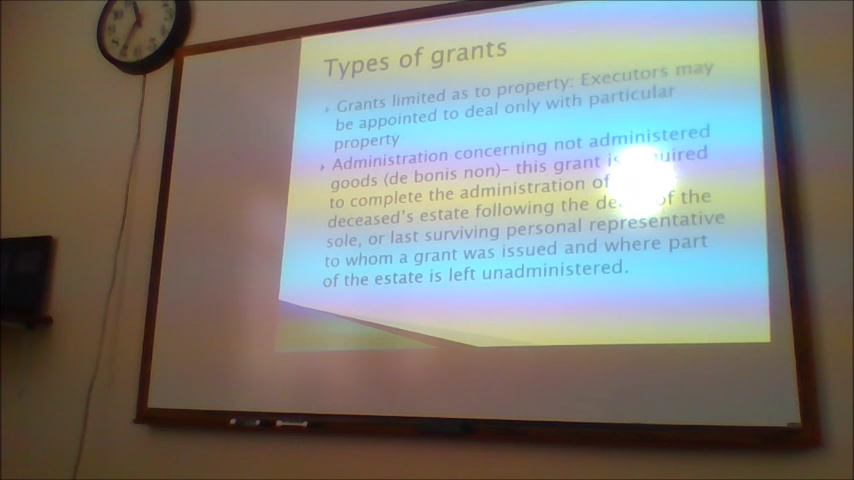 Types of grants
Grants limited as to property: Executors may
be appointed to deal only with particular
property
Administration concerning not administered
goods (de bonis non)– this grant is
to complete the administration of
deceased's estate following the of the
sole, or last surviving personal representative
to whom a grant was issued and where part
of the estate is left unadministered.